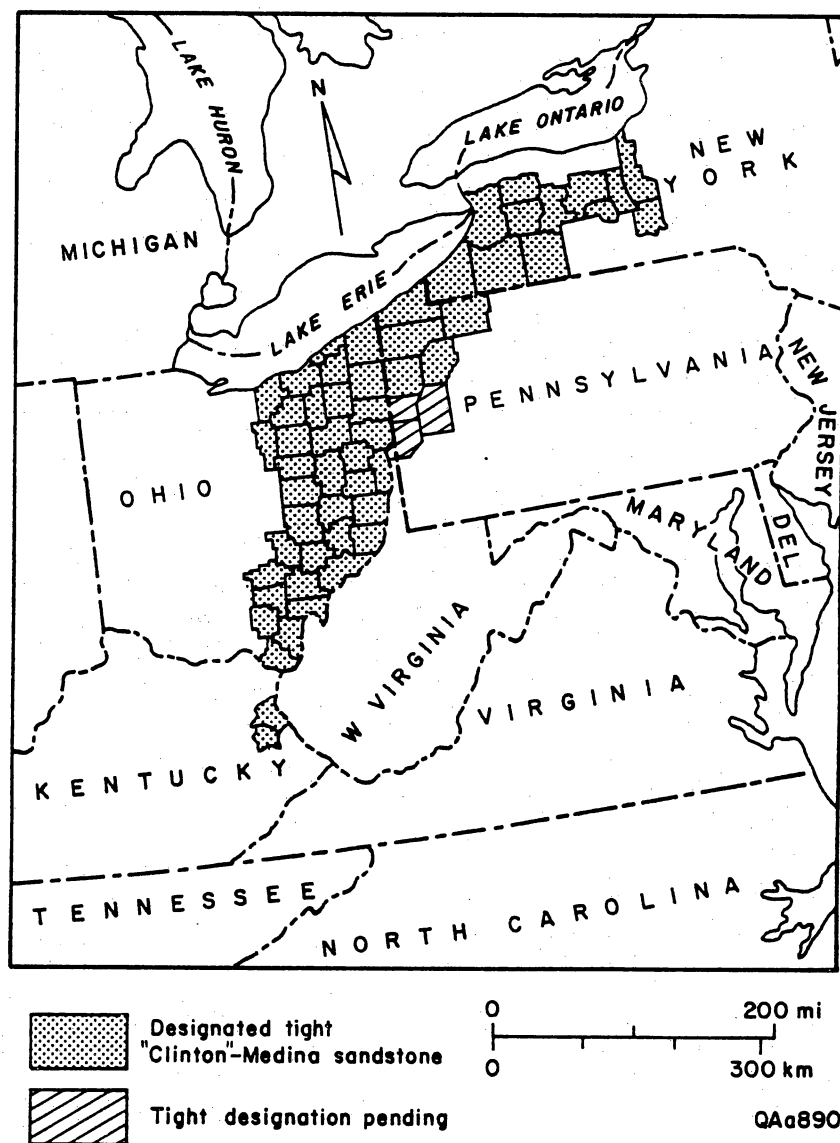 LAKE HURON
N
LAKE ONTARIO
NEW
YORK
MICHIGAN
LAKE ERIE
PENNSYLVANIA
NEW JERSEY
OHIO
MARYLAND
DEL
W VIRGINIA
VIRGINIA
KENTUCKY
TENNESSEE
NORTH CAROLINA
Designated tight
"Clinton"-Medina sandstone
Tight designation pending
0 200 mi
0 300 km
QAa890